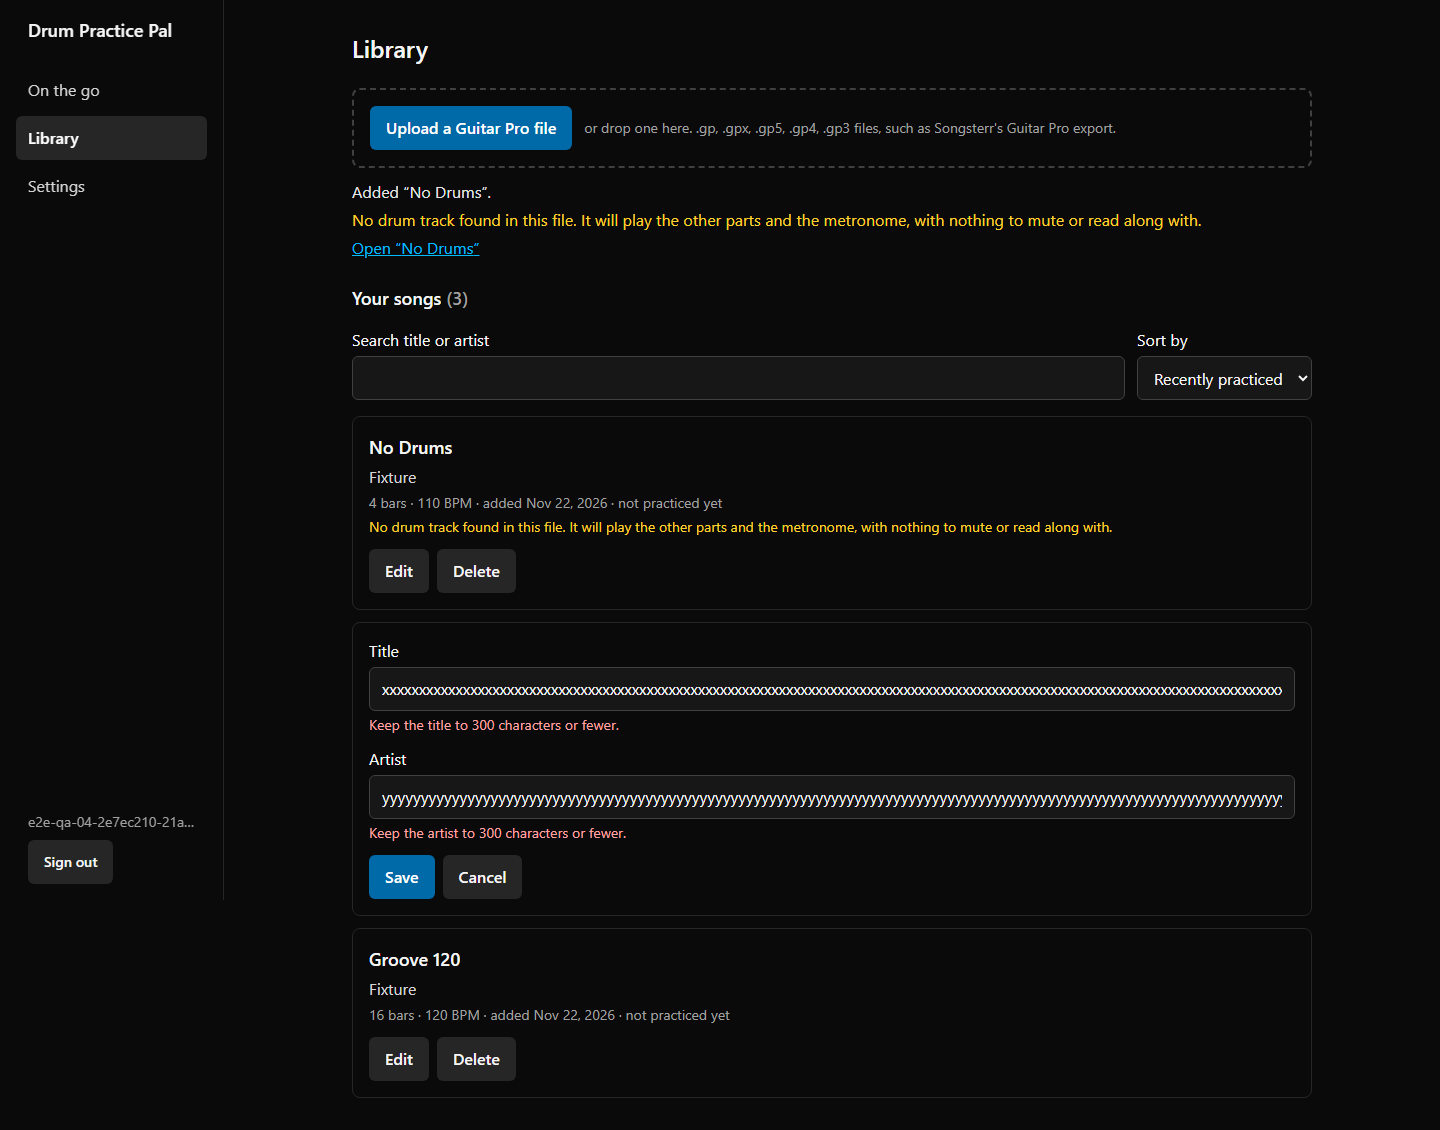 Drum Practice Pal
On the go
Library
Settings
e2e-qa-04-2e7ec210-21a...
Sign out
Library
Upload a Guitar Pro file
or drop one here. .gp, .gpx, .gp5, .gp4, .gp3 files, such as Songsterr's Guitar Pro export.
Added “No Drums”.
No drum track found in this file. It will play the other parts and the metronome, with nothing to mute or read along with.
Open “No Drums”
Your songs (3)
Search title or artist
Sort by
Recently practiced
No Drums
Fixture
4 bars · 110 BPM · added Nov 22, 2026 · not practiced yet
No drum track found in this file. It will play the other parts and the metronome, with nothing to mute or read along with.
Edit
Delete
Title
Keep the title to 300 characters or fewer.
Artist
Keep the artist to 300 characters or fewer.
Save
Cancel
Groove 120
Fixture
16 bars · 120 BPM · added Nov 22, 2026 · not practiced yet
Edit
Delete